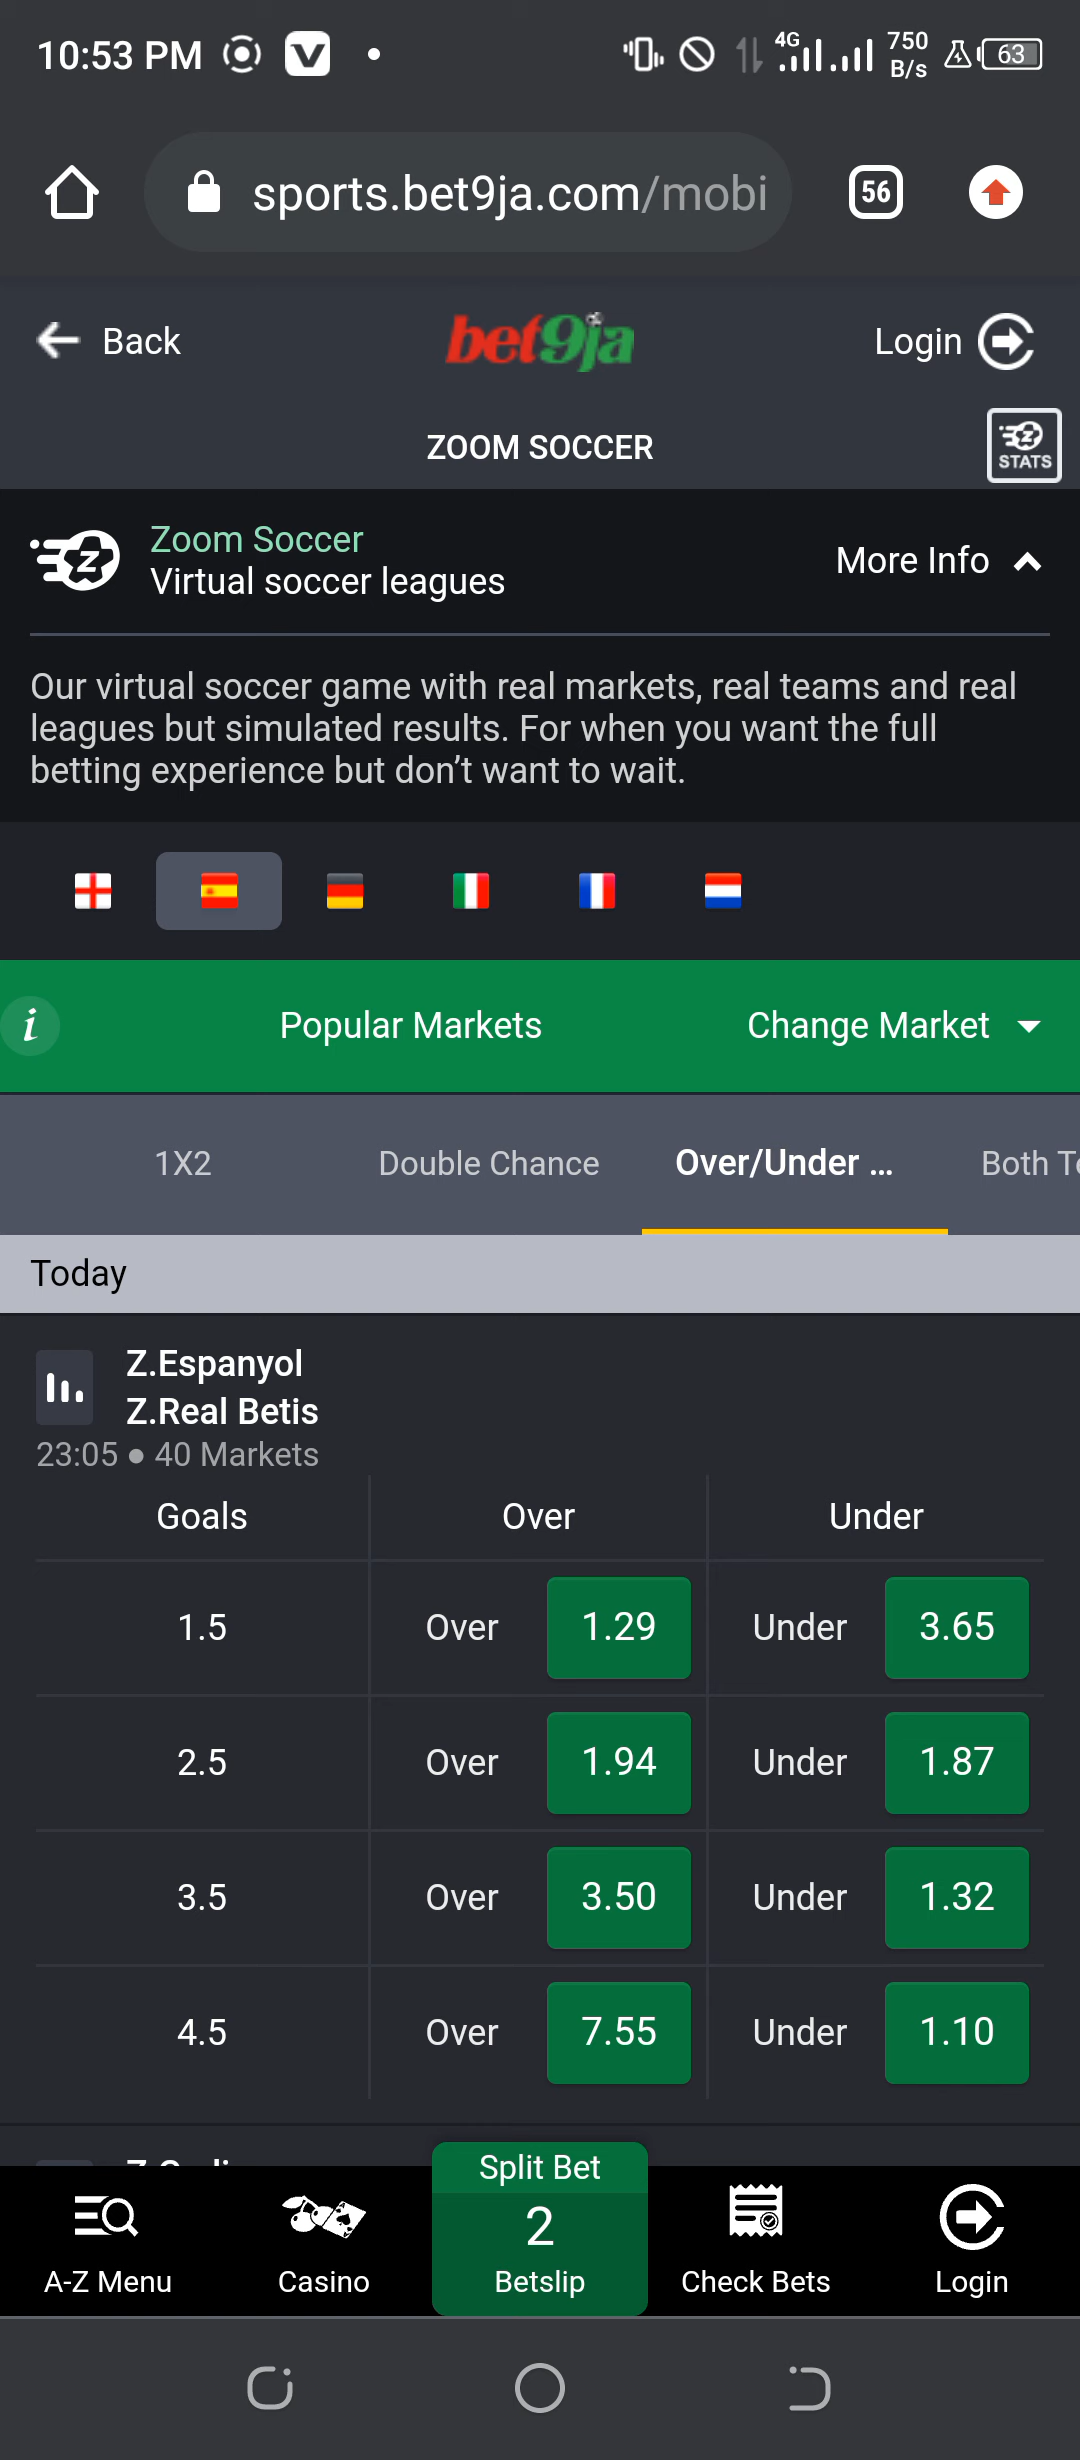 10:53 PM
4G
750
B/s
63
sports.bet9ja.com/mobi
56
Back
bet9ja
Login
ZOOM SOCCER
STATS
Zoom Soccer
Virtual soccer leagues
More Info
Our virtual soccer game with real markets, real teams and real
leagues but simulated results. For when you want the full
betting experience but don’t want to wait.
Popular Markets
Change Market
1X2
Double Chance
Over/Under ...
Both
Today
Z.Espanyol
Z.Real Betis
23:05 ● 40 Markets
Goals Over Under
1.5 Over 1.29 Under 3.65
2.5 Over 1.94 Under 1.87
3.5 Over 3.50 Under 1.32
4.5 Over 7.55 Under 1.10
Split Bet
2
A-Z Menu
Casino
Betslip
Check Bets
Login